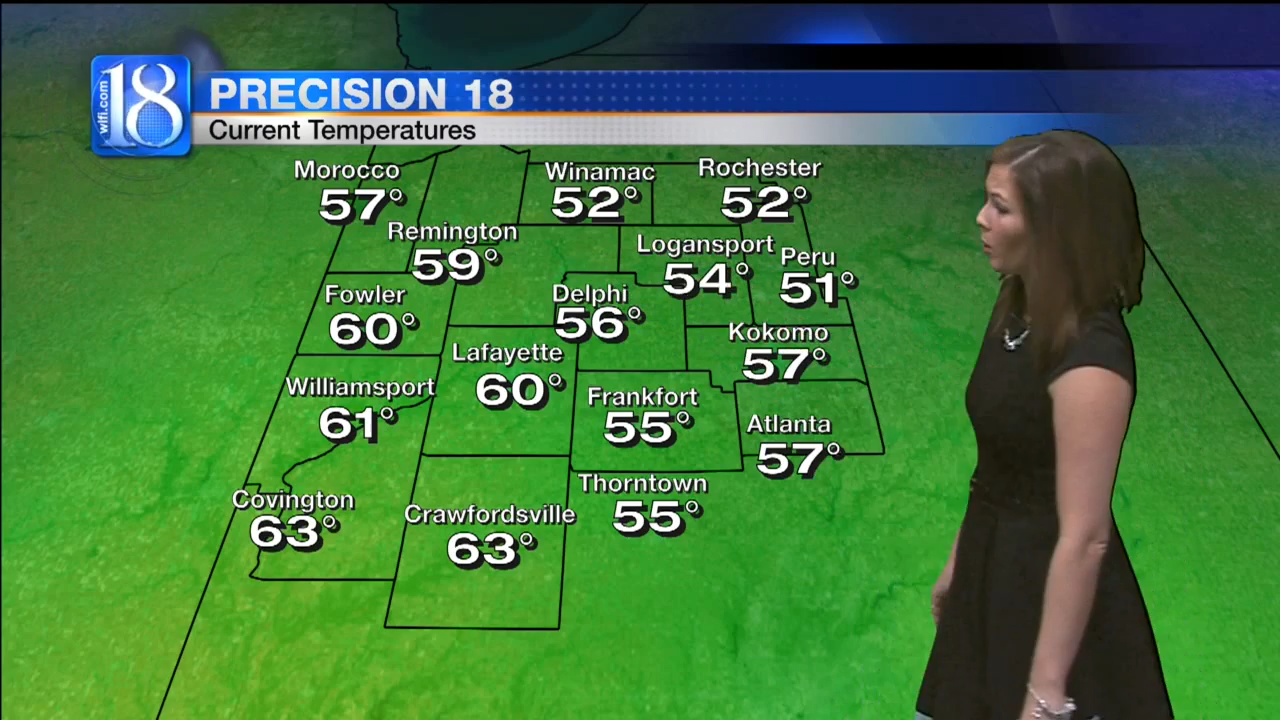 wlfi.com
18
PRECISION 18
Current Temperatures
Morocco
57°
Winamac
52°
Rochester
52°
Remington
59°
Logansport
54°
Peru
51°
Fowler
60°
Delphi
56°
Kokomo
57°
Lafayette
60°
Williamsport
61°
Frankfort
55°
Atlanta
57°
Thorntown
55°
Covington
63°
Crawfordsville
63°